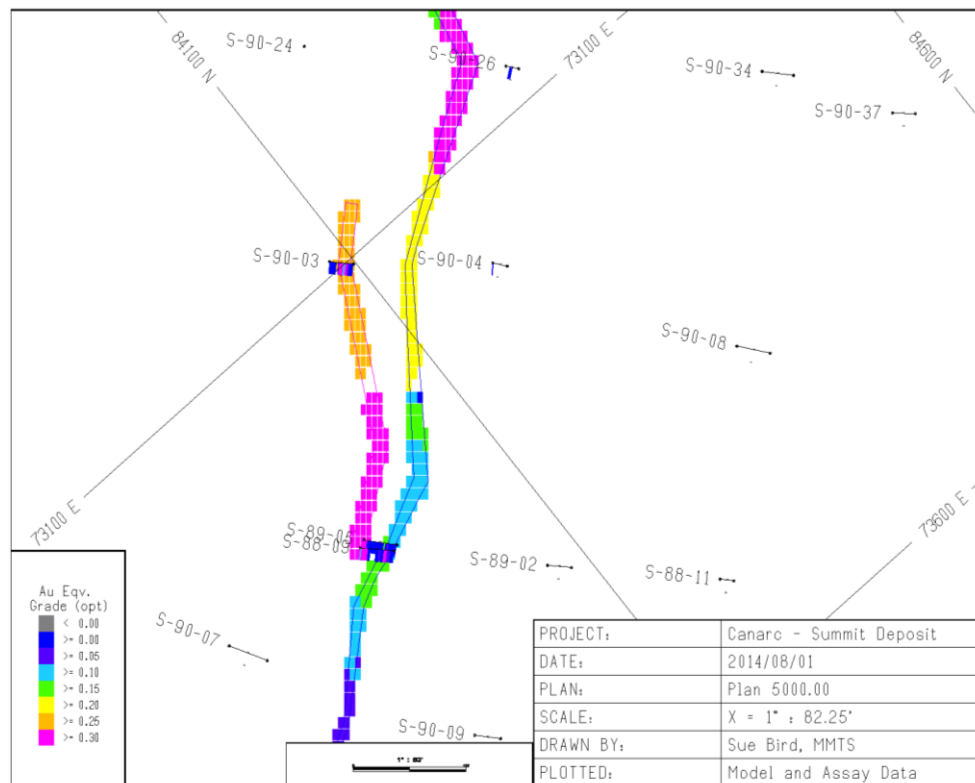 84100 N
S-90-24
S-90-26
73100 E
S-90-34
84600 N
S-90-37
S-90-03
S-90-04
S-90-08
73100 E
73600 E
S-89-05
S-88-09
S-89-02
S-88-11
S-90-07
S-90-09
Au Eqv.
Grade (opt)
< 0.00
>= 0.00
>= 0.05
>= 0.10
>= 0.15
>= 0.20
>= 0.25
>= 0.30
1" : 80'
PROJECT: Canarc - Summit Deposit
DATE: 2014/08/01
PLAN: Plan 5000.00
SCALE: X = 1" : 82.25'
DRAWN BY: Sue Bird, MMTS
PLOTTED: Model and Assay Data